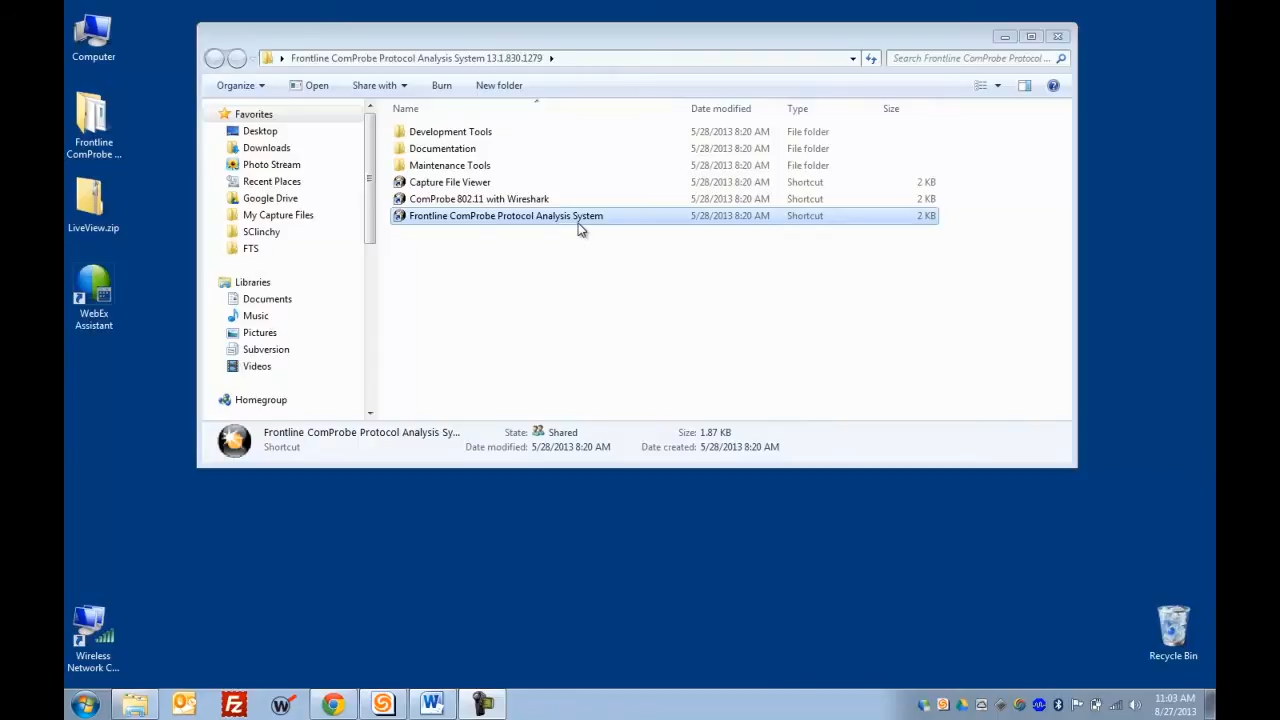 Computer
Frontline
ComProbe ...
LiveView.zip
WebEx
Assistant
Wireless
Network C...
Recycle Bin
Frontline ComProbe Protocol Analysis System 13.1.830.1279
Search Frontline ComProbe Protocol ...
Organize
Open
Share with
Burn
New folder
Favorites
Desktop
Downloads
Photo Stream
Recent Places
Google Drive
My Capture Files
SClinchy
FTS
Libraries
Documents
Music
Pictures
Subversion
Videos
Homegroup
Name Date modified Type Size
Development Tools 5/28/2013 8:20 AM File folder
Documentation 5/28/2013 8:20 AM File folder
Maintenance Tools 5/28/2013 8:20 AM File folder
Capture File Viewer 5/28/2013 8:20 AM Shortcut 2 KB
ComProbe 802.11 with Wireshark 5/28/2013 8:20 AM Shortcut 2 KB
Frontline ComProbe Protocol Analysis System 5/28/2013 8:20 AM Shortcut 2 KB
Frontline ComProbe Protocol Analysis Sy... State: Shared Size: 1.87 KB
Shortcut Date modified: 5/28/2013 8:20 AM Date created: 5/28/2013 8:20 AM
11:03 AM
8/27/2013